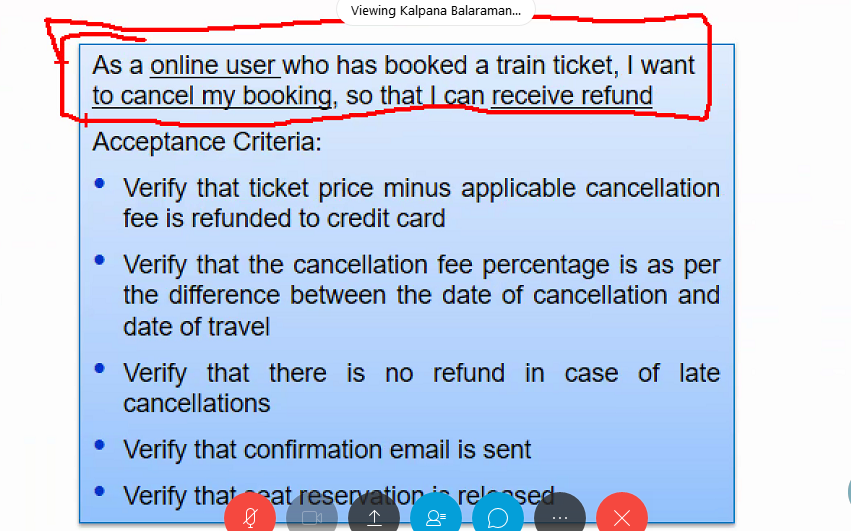 Viewing Kalpana Balaraman...
As a online user who has booked a train ticket, I want
to cancel my booking, so that I can receive refund
Acceptance Criteria:
• Verify that ticket price minus applicable cancellation
fee is refunded to credit card
• Verify that the cancellation fee percentage is as per
the difference between the date of cancellation and
date of travel
• Verify that there is no refund in case of late
cancellations
• Verify that confirmation email is sent
• Verify that seat reservation is released